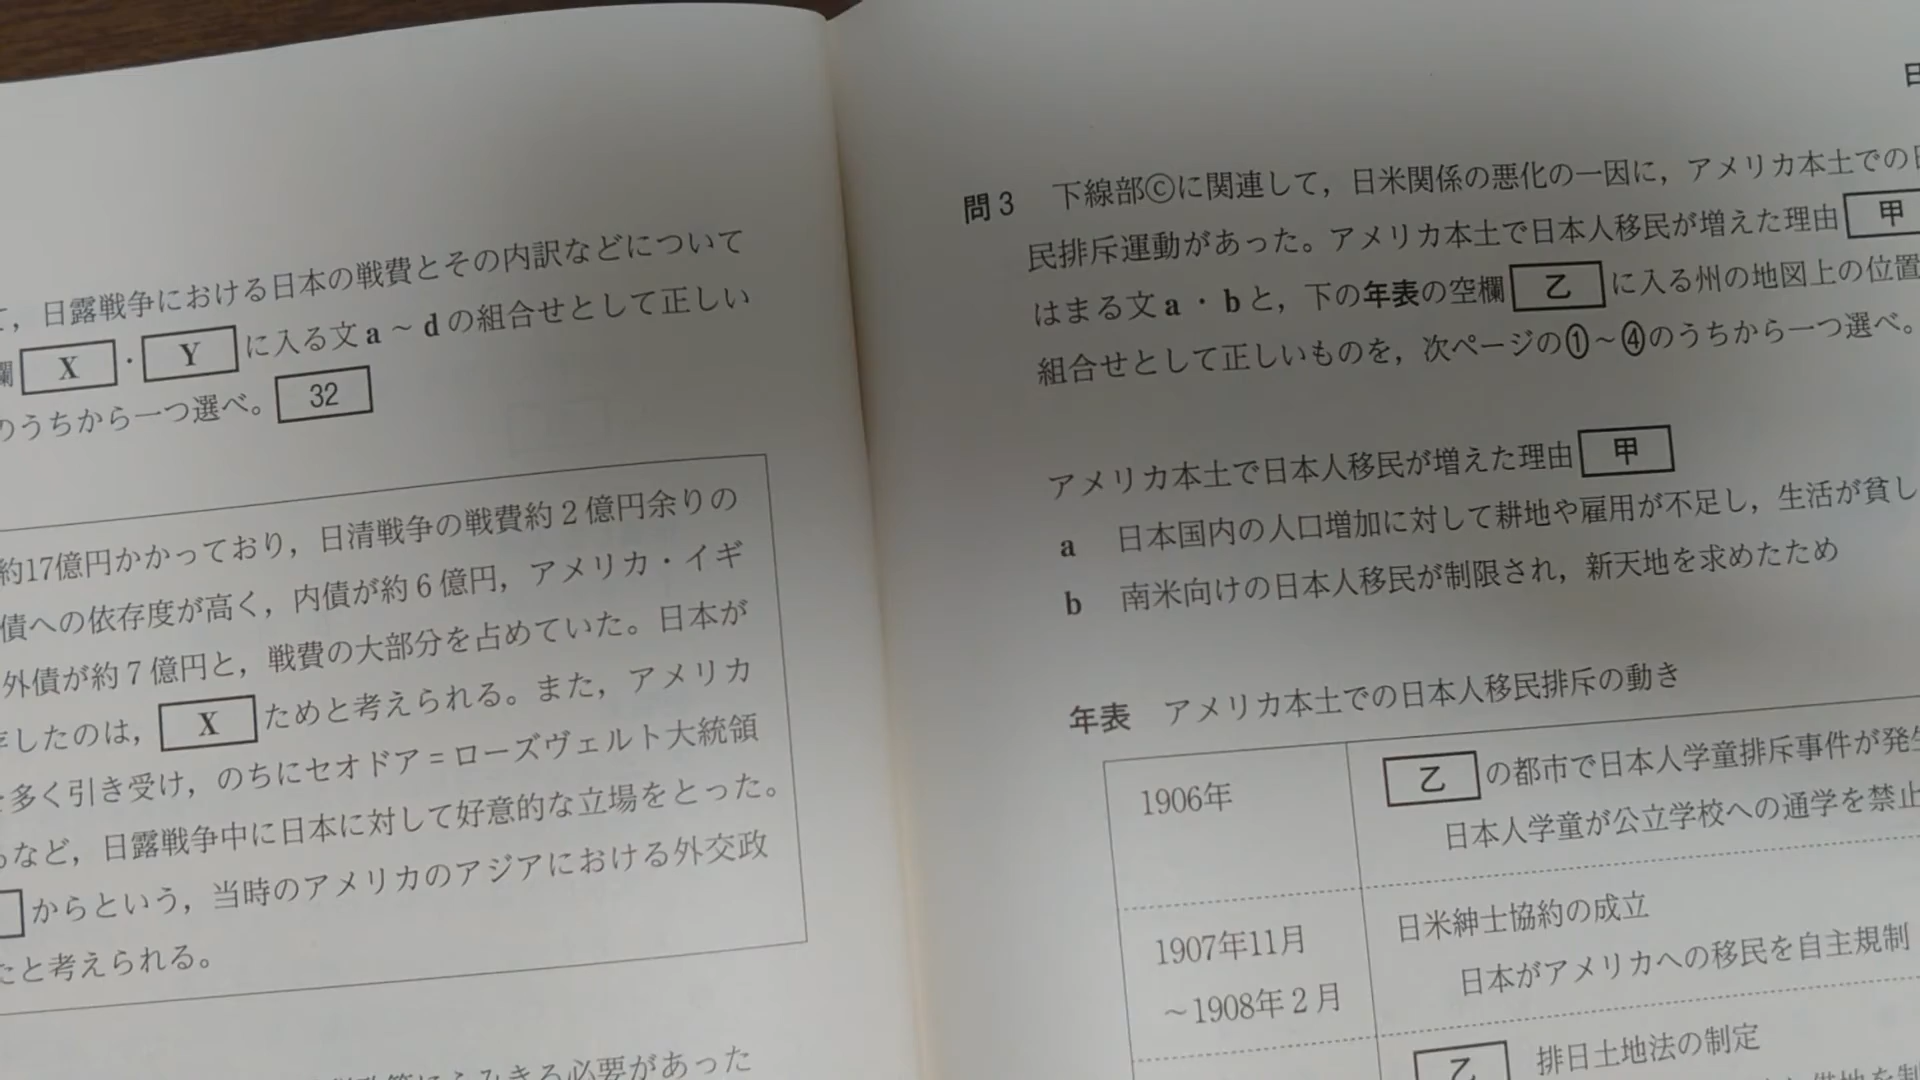 て，日露戦争における日本の戦費とその内訳などについて
欄 X ・ Y に入る文a～dの組合せとして正しい
のうちから一つ選べ。 32
約17億円かかっており，日清戦争の戦費約2億円余りの
債への依存度が高く，内債が約6億円，アメリカ・イギ
外債が約7億円と，戦費の大部分を占めていた。日本が
したのは， X ためと考えられる。また，アメリカ
多く引き受け，のちにセオドア＝ローズヴェルト大統領
など，日露戦争中に日本に対して好意的な立場をとった。
からという，当時のアメリカのアジアにおける外交政
たと考えられる。
ふみきる必要があった
日
問3 下線部ⓒに関連して，日米関係の悪化の一因に，アメリカ本土での日
民排斥運動があった。アメリカ本土で日本人移民が増えた理由 甲
はまる文a・bと，下の年表の空欄 乙 に入る州の地図上の位置
組合せとして正しいものを，次ページの①～④のうちから一つ選べ。
アメリカ本土で日本人移民が増えた理由 甲
a 日本国内の人口増加に対して耕地や雇用が不足し，生活が貧し
b 南米向けの日本人移民が制限され，新天地を求めたため
年表 アメリカ本土での日本人移民排斥の動き
1906年 乙 の都市で日本人学童排斥事件が発生
日本人学童が公立学校への通学を禁止
1907年11月 日米紳士協約の成立
～1908年2月 日本がアメリカへの移民を自主規制
乙 排日土地法の制定